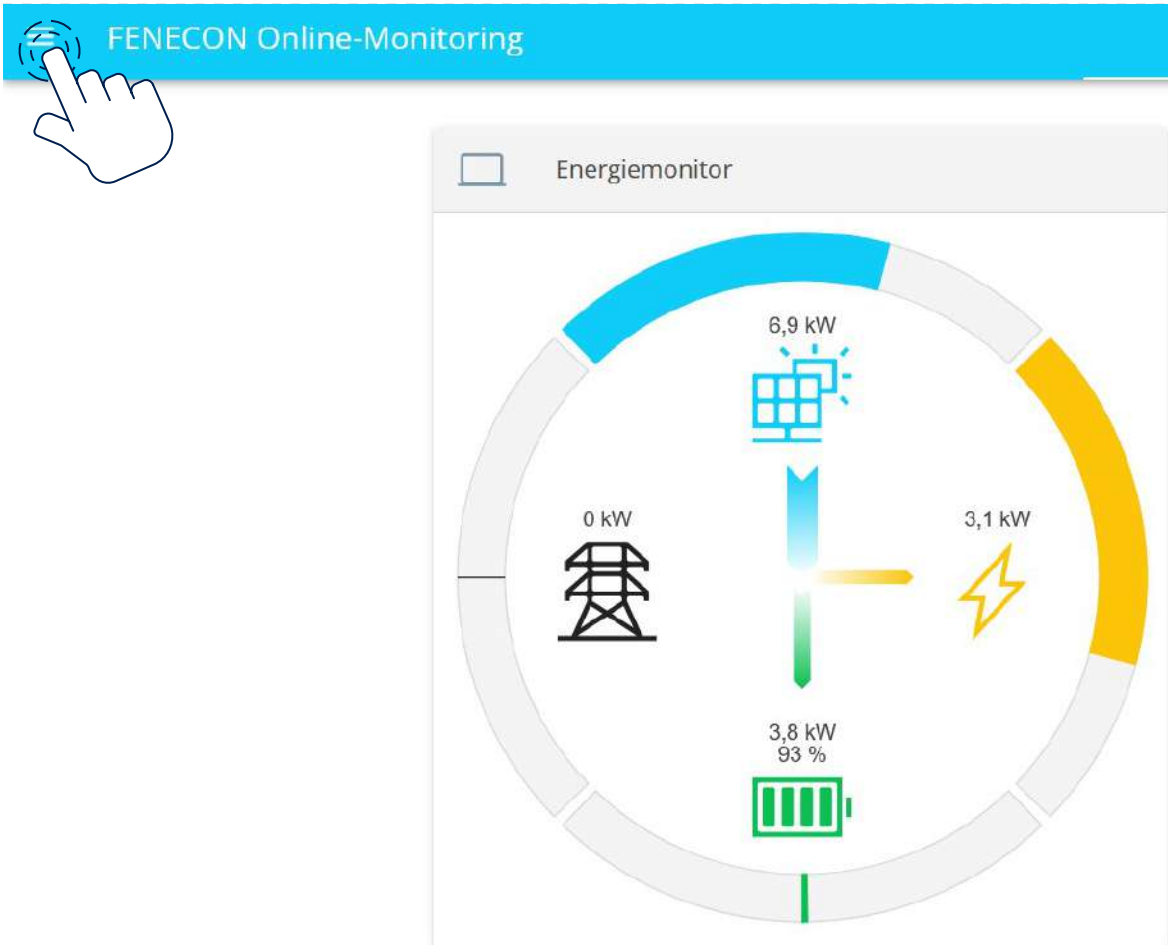 FENECON Online-Monitoring
Energiemonitor
6,9 kW
0 kW
3,1 kW
3,8 kW
93 %